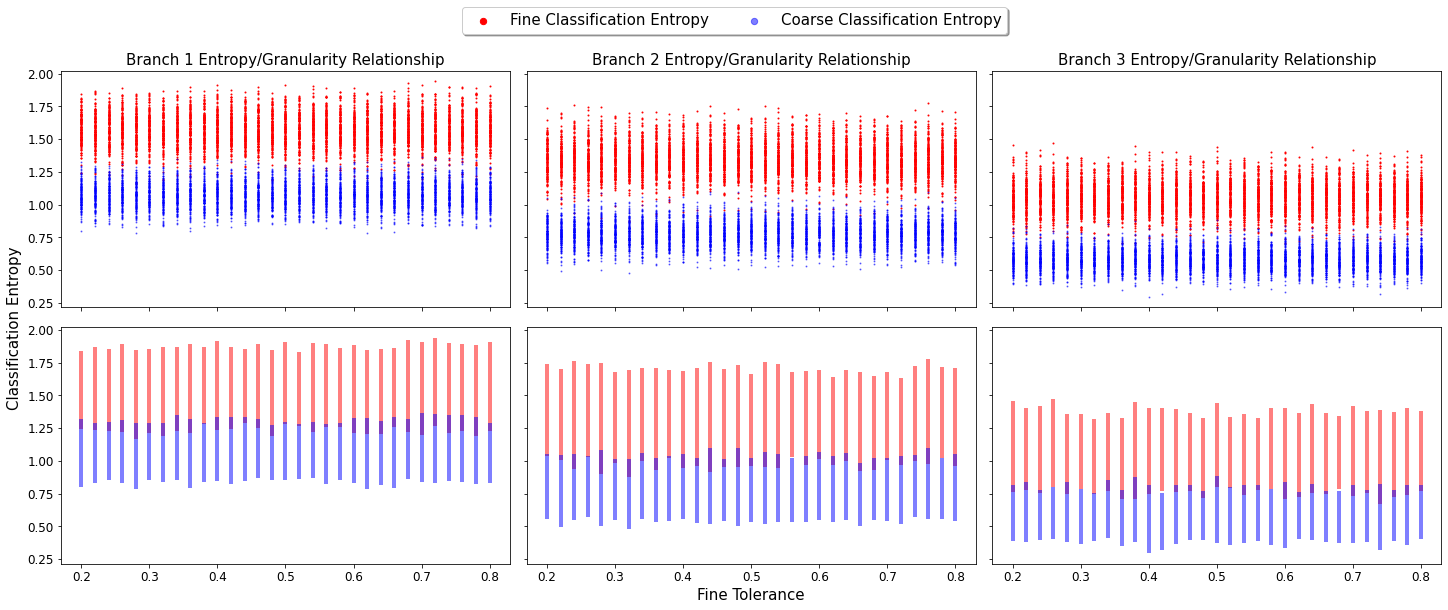 Fine Classification Entropy Coarse Classification Entropy
Branch 1 Entropy/Granularity Relationship
Branch 2 Entropy/Granularity Relationship
Branch 3 Entropy/Granularity Relationship
2.00
1.75
1.50
1.25
1.00
0.75
0.50
0.25
Classification Entropy
2.00
1.75
1.50
1.25
1.00
0.75
0.50
0.25
0.2 0.3 0.4 0.5 0.6 0.7 0.8
0.2 0.3 0.4 0.5 0.6 0.7 0.8
0.2 0.3 0.4 0.5 0.6 0.7 0.8
Fine Tolerance